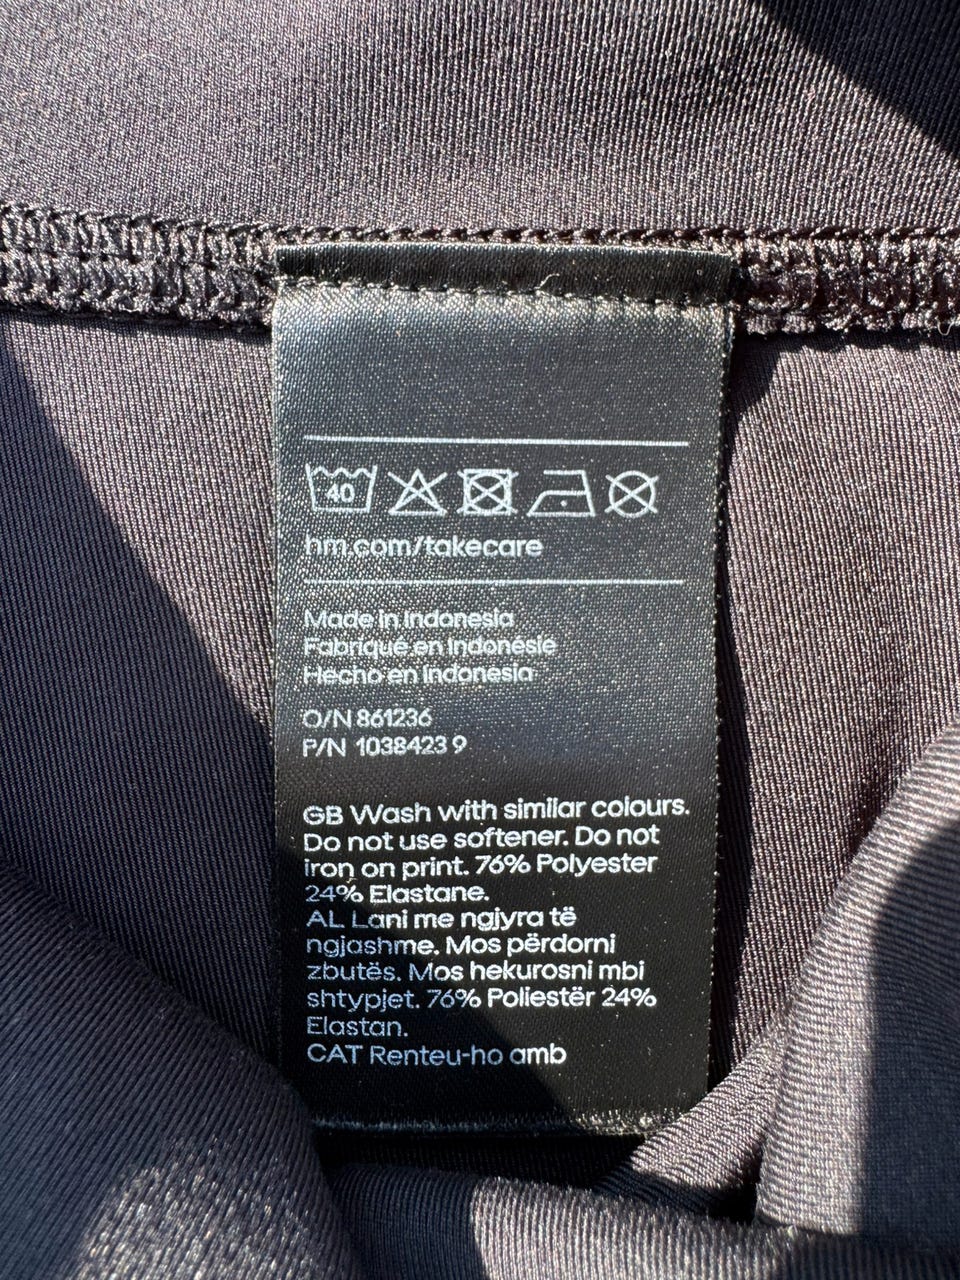 40
hm.com/takecare
Made in Indonesia
Fabriqué en Indonésie
Hecho en Indonesia
O/N 861236
P/N 1038423 9
GB Wash with similar colours.
Do not use softener. Do not
iron on print. 76% Polyester
24% Elastane.
AL Lani me ngjyra të
ngjashme. Mos përdorni
zbutës. Mos hekurosni mbi
shtypjet. 76% Poliestër 24%
Elastan.
CAT Renteu-ho amb